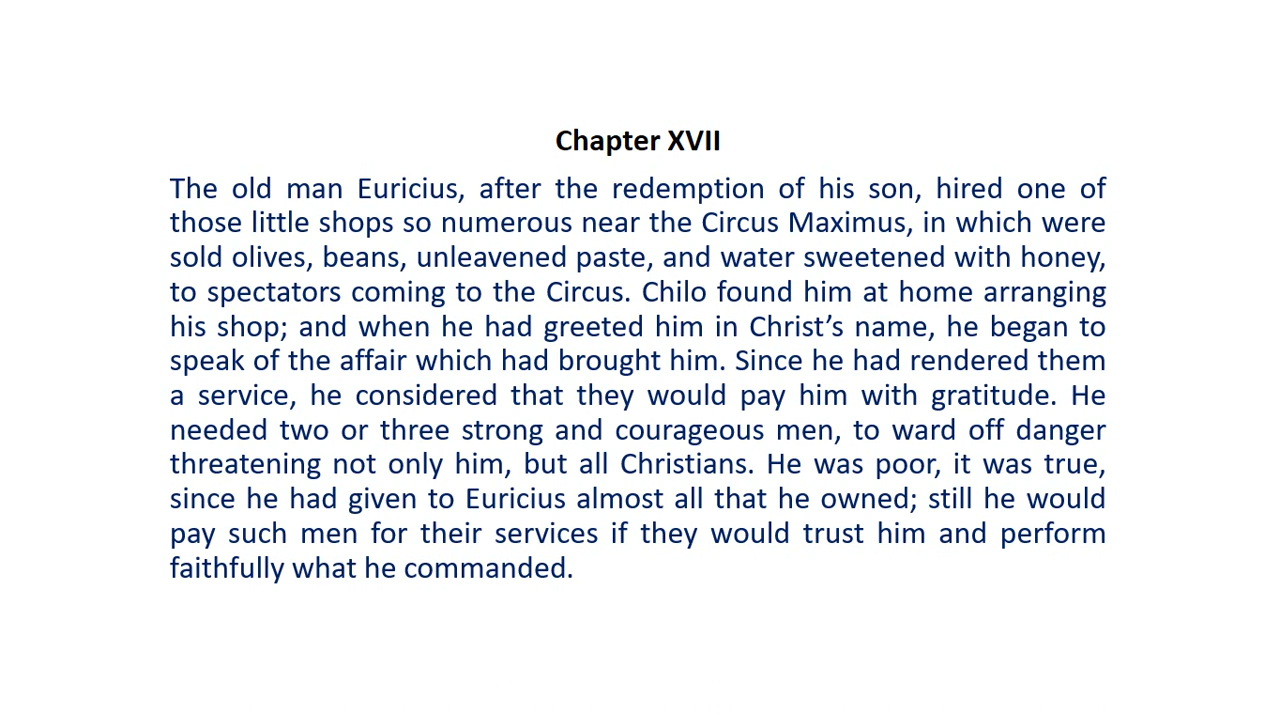 Chapter XVII
The old man Euricius, after the redemption of his son, hired one of
those little shops so numerous near the Circus Maximus, in which were
sold olives, beans, unleavened paste, and water sweetened with honey,
to spectators coming to the Circus. Chilo found him at home arranging
his shop; and when he had greeted him in Christ’s name, he began to
speak of the affair which had brought him. Since he had rendered them
a service, he considered that they would pay him with gratitude. He
needed two or three strong and courageous men, to ward off danger
threatening not only him, but all Christians. He was poor, it was true,
since he had given to Euricius almost all that he owned; still he would
pay such men for their services if they would trust him and perform
faithfully what he commanded.